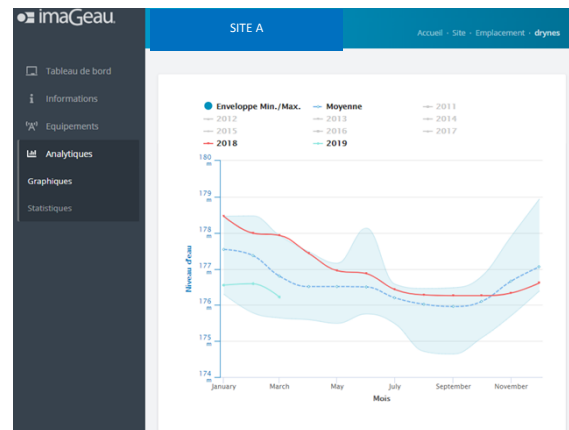 imaGeau.
SITE A
Accueil - Site - Emplacement - drynes
Tableau de bord
Informations
Equipements
Analytiques
Graphiques
Statistiques
Enveloppe Min./Max. Moyenne 2011
2012 2013 2014
2015 2016 2017
2018 2019
180 m
179 m
178 m
177 m
176 m
175 m
174 m
Niveau d'eau
January March May July September November
Mois